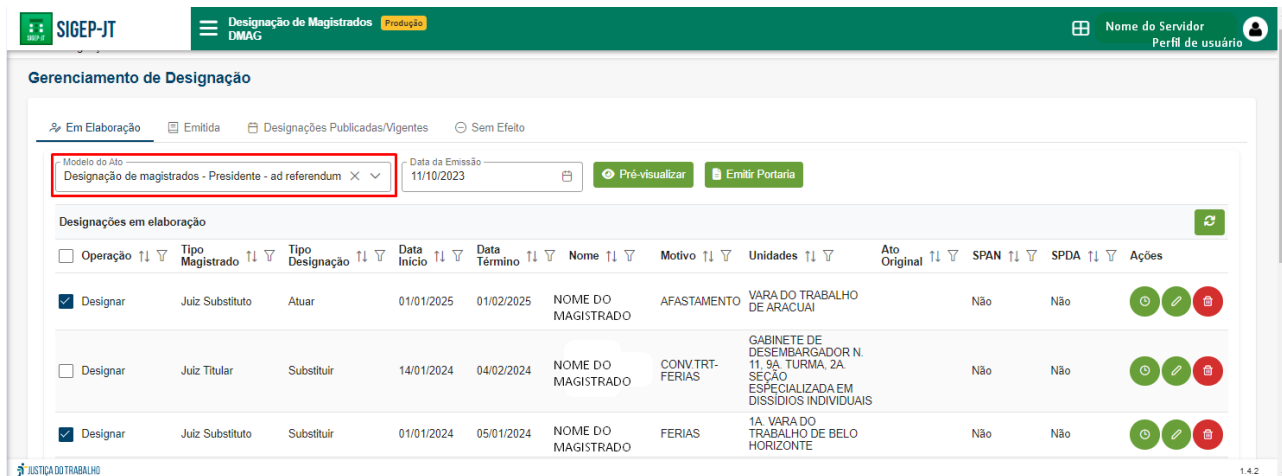 SIGEP-JT
SIGEP JT
Designação de Magistrados Produção
DMAG
Nome do Servidor
Perfil de usuário
Gerenciamento de Designação
Em Elaboração Emitida Designações Publicadas/Vigentes Sem Efeito
Modelo do Ato
Designação de magistrados - Presidente - ad referendum
Data da Emissão
11/10/2023
Pré-visualizar Emitir Portaria
Designações em elaboração
Operação Tipo Magistrado Tipo Designação Data Início Data Término Nome Motivo Unidades Ato Original SPAN SPDA Ações
Designar Juiz Substituto Atuar 01/01/2025 01/02/2025 NOME DO MAGISTRADO AFASTAMENTO VARA DO TRABALHO DE ARACUAI Não Não
Designar Juiz Titular Substituir 14/01/2024 04/02/2024 NOME DO MAGISTRADO CONV.TRT-FERIAS GABINETE DE DESEMBARGADOR N. 11, 9A. TURMA, 2A. SEÇÃO ESPECIALIZADA EM DISSÍDIOS INDIVIDUAIS Não Não
Designar Juiz Substituto Substituir 01/01/2024 05/01/2024 NOME DO MAGISTRADO FERIAS 1A. VARA DO TRABALHO DE BELO HORIZONTE Não Não
JUSTIÇA DO TRABALHO
1.4.2